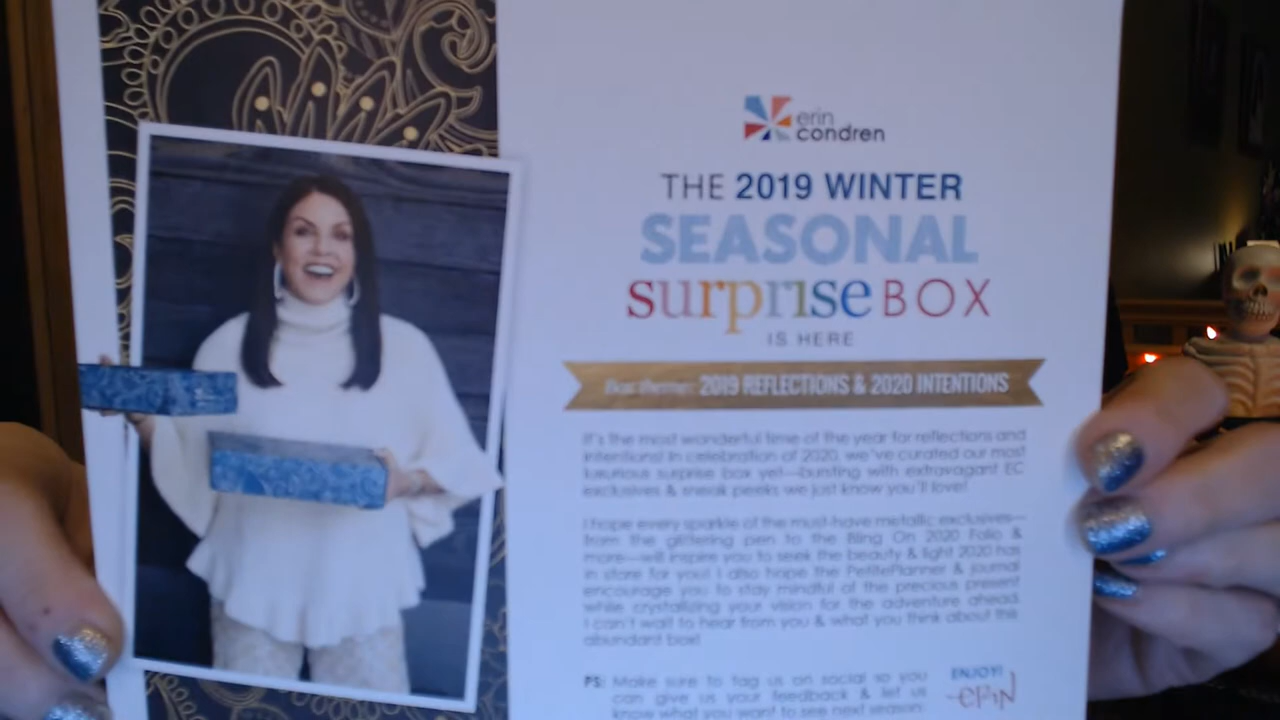 erin
condren
THE 2019 WINTER
SEASONAL
surprise BOX
IS HERE
Box theme: 2019 REFLECTIONS & 2020 INTENTIONS
It's the most wonderful time of the year for reflections and
intentions! In celebration of 2020, we've curated our most
luxurious surprise box yet—bursting with extravagant EC
exclusives & sneak peeks we just know you'll love!
I hope every sparkle of the must-have metallic exclusives—
from the glittering pen to the Bling On 2020 Folio &
more—will inspire you to seek the beauty & light 2020 has
in store for you! I also hope the PetitePlanner & journal
encourage you to stay mindful of the precious present
while crystallizing your vision for the adventure ahead.
I can't wait to hear from you & what you think about this
abundant box!
PS: Make sure to tag us on social so you
can give us your feedback & let us
know what you want to see next season.
ENJOY!
erin